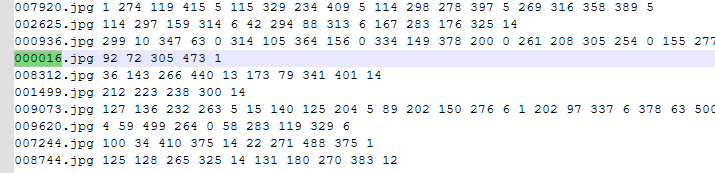 007920.jpg 1 274 119 415 5 115 329 234 409 5 114 298 278 397 5 269 316 358 389 5
002625.jpg 114 297 159 314 6 42 294 88 313 6 167 283 176 325 14
000936.jpg 299 10 347 63 0 314 105 364 156 0 334 149 378 200 0 261 208 305 254 0 155 277
000016.jpg 92 72 305 473 1
008312.jpg 36 143 266 440 13 173 79 341 401 14
001499.jpg 212 223 238 300 14
009073.jpg 127 136 232 263 5 15 140 125 204 5 89 202 150 276 6 1 202 97 337 6 378 63 500
009620.jpg 4 59 499 264 0 58 283 119 329 6
007244.jpg 100 34 410 375 14 22 271 488 375 1
008744.jpg 125 128 265 325 14 131 180 270 383 12